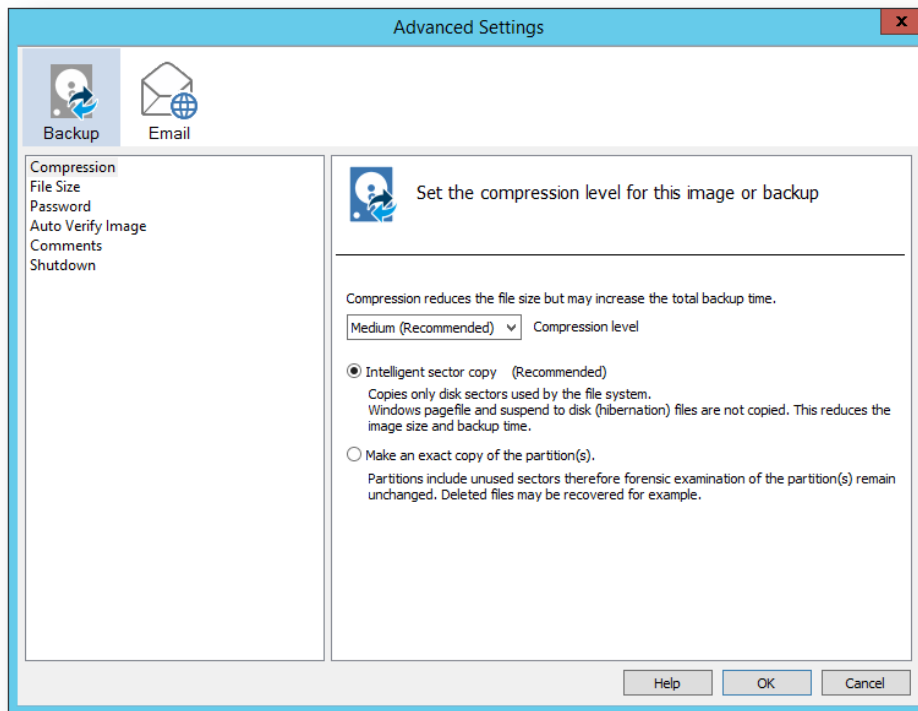 Advanced Settings
x
Backup
Email
Compression
File Size
Password
Auto Verify Image
Comments
Shutdown
Set the compression level for this image or backup
Compression reduces the file size but may increase the total backup time.
Medium (Recommended) Compression level
Intelligent sector copy (Recommended)
Copies only disk sectors used by the file system.
Windows pagefile and suspend to disk (hibernation) files are not copied. This reduces the
image size and backup time.
Make an exact copy of the partition(s).
Partitions include unused sectors therefore forensic examination of the partition(s) remain
unchanged. Deleted files may be recovered for example.
Help
OK
Cancel